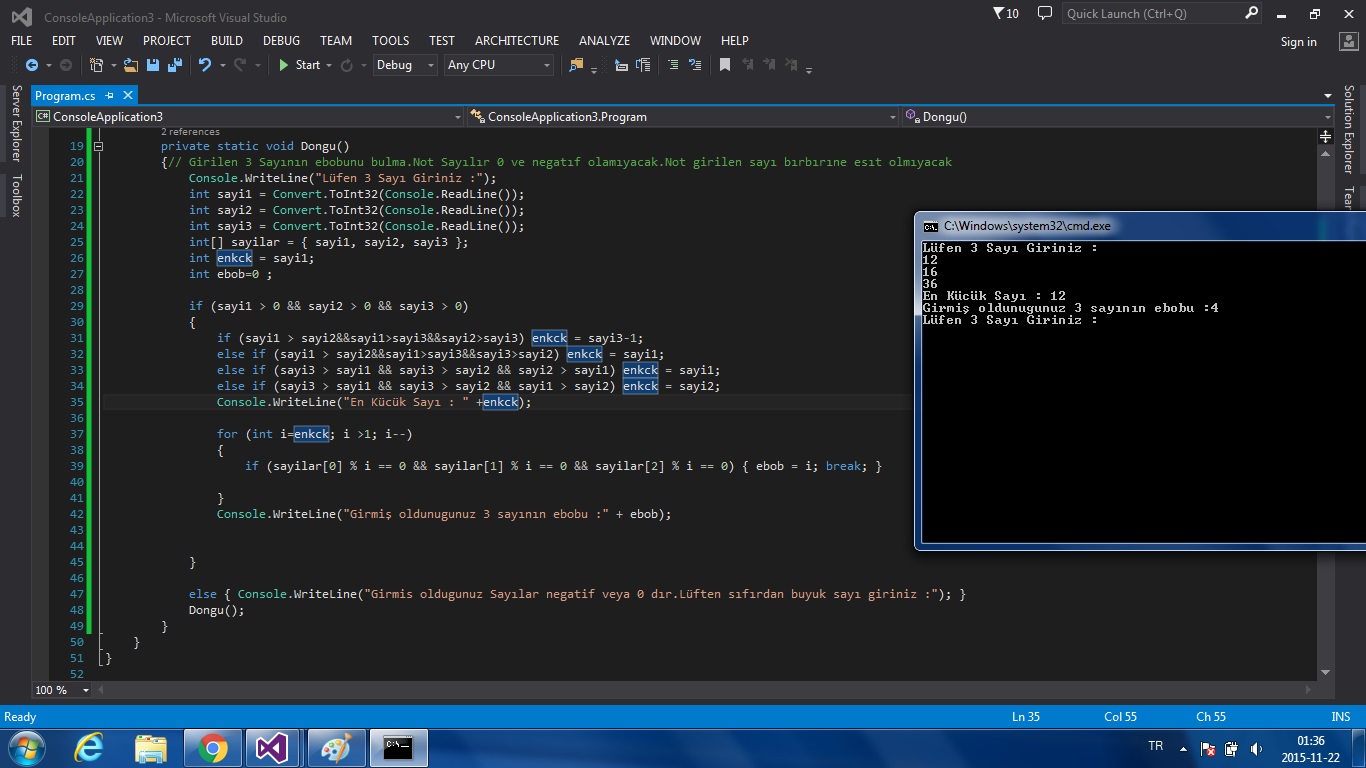 ConsoleApplication3 - Microsoft Visual Studio
10
Quick Launch (Ctrl+Q)
FILE EDIT VIEW PROJECT BUILD DEBUG TEAM TOOLS TEST ARCHITECTURE ANALYZE WINDOW HELP
Sign in
Start Debug Any CPU
Server Explorer
Toolbox
Solution Explorer
Tear
Program.cs
C# ConsoleApplication3 ConsoleApplication3.Program Dongu()
2 references
19 private static void Dongu()
20 {// Girilen 3 Sayının ebobunu bulma.Not Sayılır 0 ve negatıf olamıyacak.Not girilen sayı bırbırıne esıt olmıyacak
21 Console.WriteLine("Lüfen 3 Sayı Giriniz :");
22 int sayi1 = Convert.ToInt32(Console.ReadLine());
23 int sayi2 = Convert.ToInt32(Console.ReadLine());
24 int sayi3 = Convert.ToInt32(Console.ReadLine());
25 int[] sayilar = { sayi1, sayi2, sayi3 };
26 int enkck = sayi1;
27 int ebob=0 ;
28
29 if (sayi1 > 0 && sayi2 > 0 && sayi3 > 0)
30 {
31 if (sayi1 > sayi2&&sayi1>sayi3&&sayi2>sayi3) enkck = sayi3-1;
32 else if (sayi1 > sayi2&&sayi1>sayi3&&sayi3>sayi2) enkck = sayi1;
33 else if (sayi3 > sayi1 && sayi3 > sayi2 && sayi2 > sayi1) enkck = sayi1;
34 else if (sayi3 > sayi1 && sayi3 > sayi2 && sayi1 > sayi2) enkck = sayi2;
35 Console.WriteLine("En Kücük Sayı : " +enkck);
36
37 for (int i=enkck; i >1; i--)
38 {
39 if (sayilar[0] % i == 0 && sayilar[1] % i == 0 && sayilar[2] % i == 0) { ebob = i; break; }
40
41 }
42 Console.WriteLine("Girmiş oldunugunuz 3 sayının ebobu :" + ebob);
43
44
45 }
46
47 else { Console.WriteLine("Girmis oldugunuz Sayılar negatif veya 0 dır.Lüften sıfırdan buyuk sayı giriniz :"); }
48 Dongu();
49 }
50 }
51 }
52
C:\Windows\system32\cmd.exe
Lüfen 3 Sayı Giriniz :
12
16
36
En Kücük Sayı : 12
Girmiş oldunugunuz 3 sayının ebobu :4
Lüfen 3 Sayı Giriniz :
100 %
Ready Ln 35 Col 55 Ch 55 INS
TR
01:36
2015-11-22